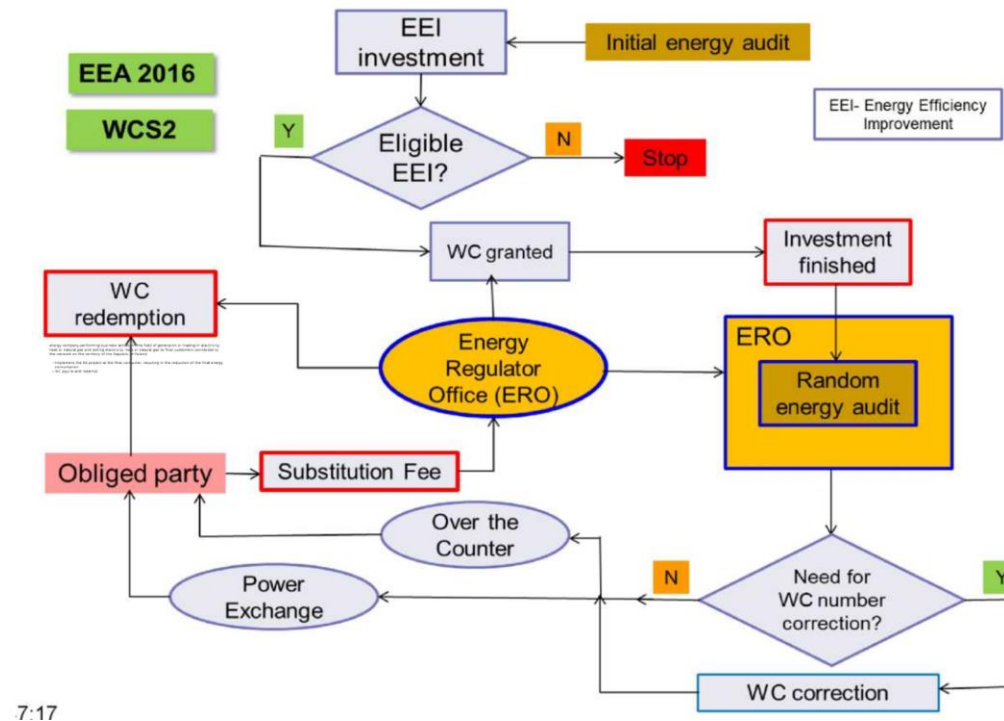 EEI
investment
Initial energy audit
EEA 2016
WCS2
EEI- Energy Efficiency
Improvement
Y
N
Eligible
EEI?
Stop
WC granted
Investment
finished
WC
redemption
Energy
Regulator
Office (ERO)
ERO
Random
energy audit
Obliged party
Substitution Fee
Over the
Counter
Power
Exchange
N
Need for
WC number
correction?
Y
WC correction
7:17